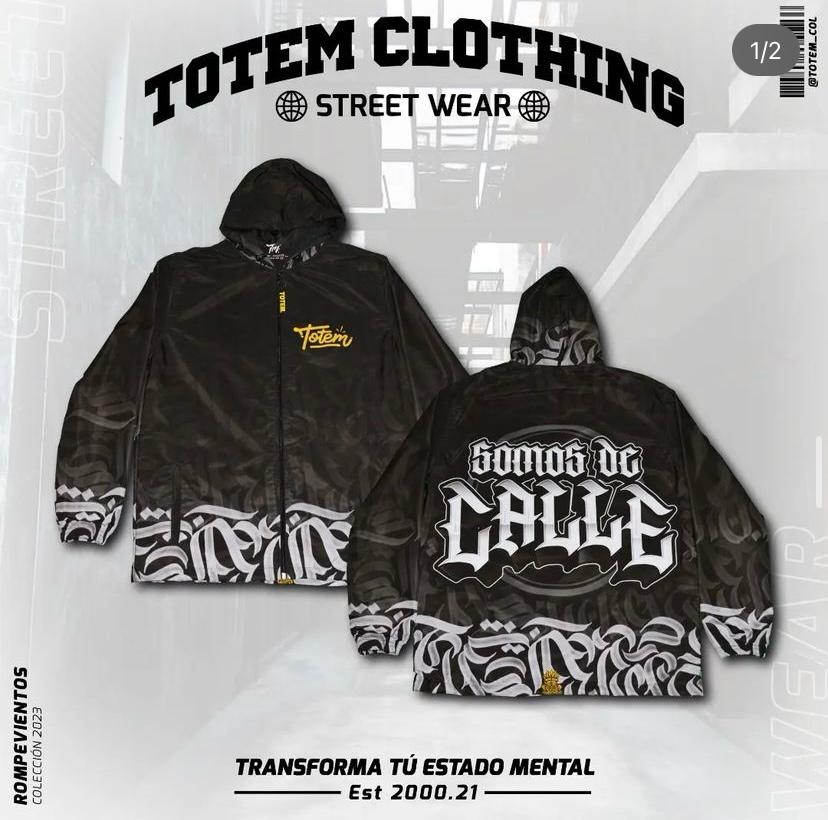 TOTEM CLOTHING
STREET WEAR
1/2
@TOTEM_COL
STREET
TOTEM
Totem
SOMOS DE
CALLE
WEAR
ROMPEVIENTOS
COLECCIÓN 2023
TRANSFORMA TÚ ESTADO MENTAL
Est 2000.21